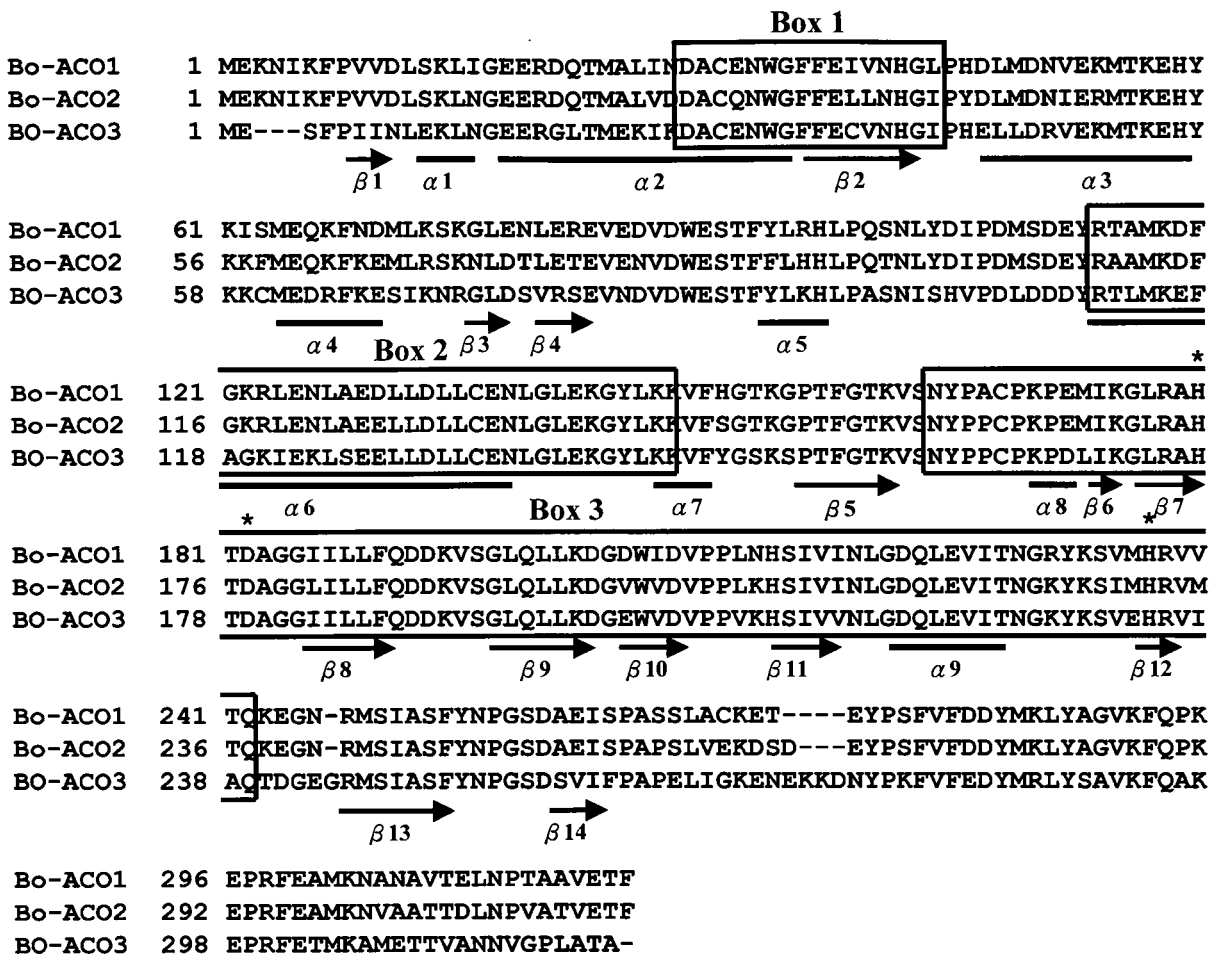 Box 1
Bo-ACO1 1 MEKNIKFPVVDLSKLIGEERDQTMALINDACENWGFFEIVNHGLPHDLMDNVEKMTKEHY
Bo-ACO2 1 MEKNIKFPVVDLSKLNGEERDQTMALVDDACQNWGFFELLNHGIPYDLMDNIERMTKEHY
BO-ACO3 1 ME---SFPIINLEKLNGEERGLTMEKIKDACENWGFFECVNHGIPHELLDRVEKMTKEHY
β1 α1 α2 β2 α3
Bo-ACO1 61 KISMEQKFNDMLKSKGLENLEREVEDVDWESTFYLRHLPQSNLYDIPDMSDEYRTAMKDF
Bo-ACO2 56 KKFMEQKFKEMLRSKNLDTLETEVENVDWESTFFLHHLPQTNLYDIPDMSDEYRAAMKDF
BO-ACO3 58 KKCMEDRFKESIKNRGLDSVRSEVNDVDWESTFYLKHLPASNISHVPDLDDDYRTLMKEF
α4 Box 2 β3 β4 α5
*
Bo-ACO1 121 GKRLENLAEDLLDLLCENLGLEKGYLKKVFHGTKGPTFGTKVSNYPACPKPEMIKGLRAH
Bo-ACO2 116 GKRLENLAEELLDLLCENLGLEKGYLKKVFSGTKGPTFGTKVSNYPPCPKPEMIKGLRAH
BO-ACO3 118 AGKIEKLSEELLDLLCENLGLEKGYLKKVFYGSKSPTFGTKVSNYPPCPKPDLIKGLRAH
α6 Box 3 α7 β5 α8 β6 β7
* *
Bo-ACO1 181 TDAGGIILLFQDDKVSGLQLLKDGDWIDVPPLNHSIVINLGDQLEVITNGRYKSVMHRVV
Bo-ACO2 176 TDAGGLILLFQDDKVSGLQLLKDGVWVDVPPLKHSIVINLGDQLEVITNGKYKSIMHRVM
BO-ACO3 178 TDAGGIILLFQDDKVSGLQLLKDGEWVDVPPVKHSIVVNLGDQLEVITNGKYKSVEHRVI
β8 β9 β10 β11 α9 β12
Bo-ACO1 241 TQKEGN-RMSIASFYNPGSDAEISPASSLACKET----EYPSFVFDDYMKLYAGVKFQPK
Bo-ACO2 236 TQKEGN-RMSIASFYNPGSDAEISPAPSLVEKDSD---EYPSFVFDDYMKLYAGVKFQPK
BO-ACO3 238 AQTDGEGRMSIASFYNPGSDSVIFPAPELIGKENEKKDNYPKFVFEDYMRLYSAVKFQAK
β13 β14
Bo-ACO1 296 EPRFEAMKNANAVTELNPTAAVETF
Bo-ACO2 292 EPRFEAMKNVAATTDLNPVATVETF
BO-ACO3 298 EPRFETMKAMETTVANNVGPLATA-